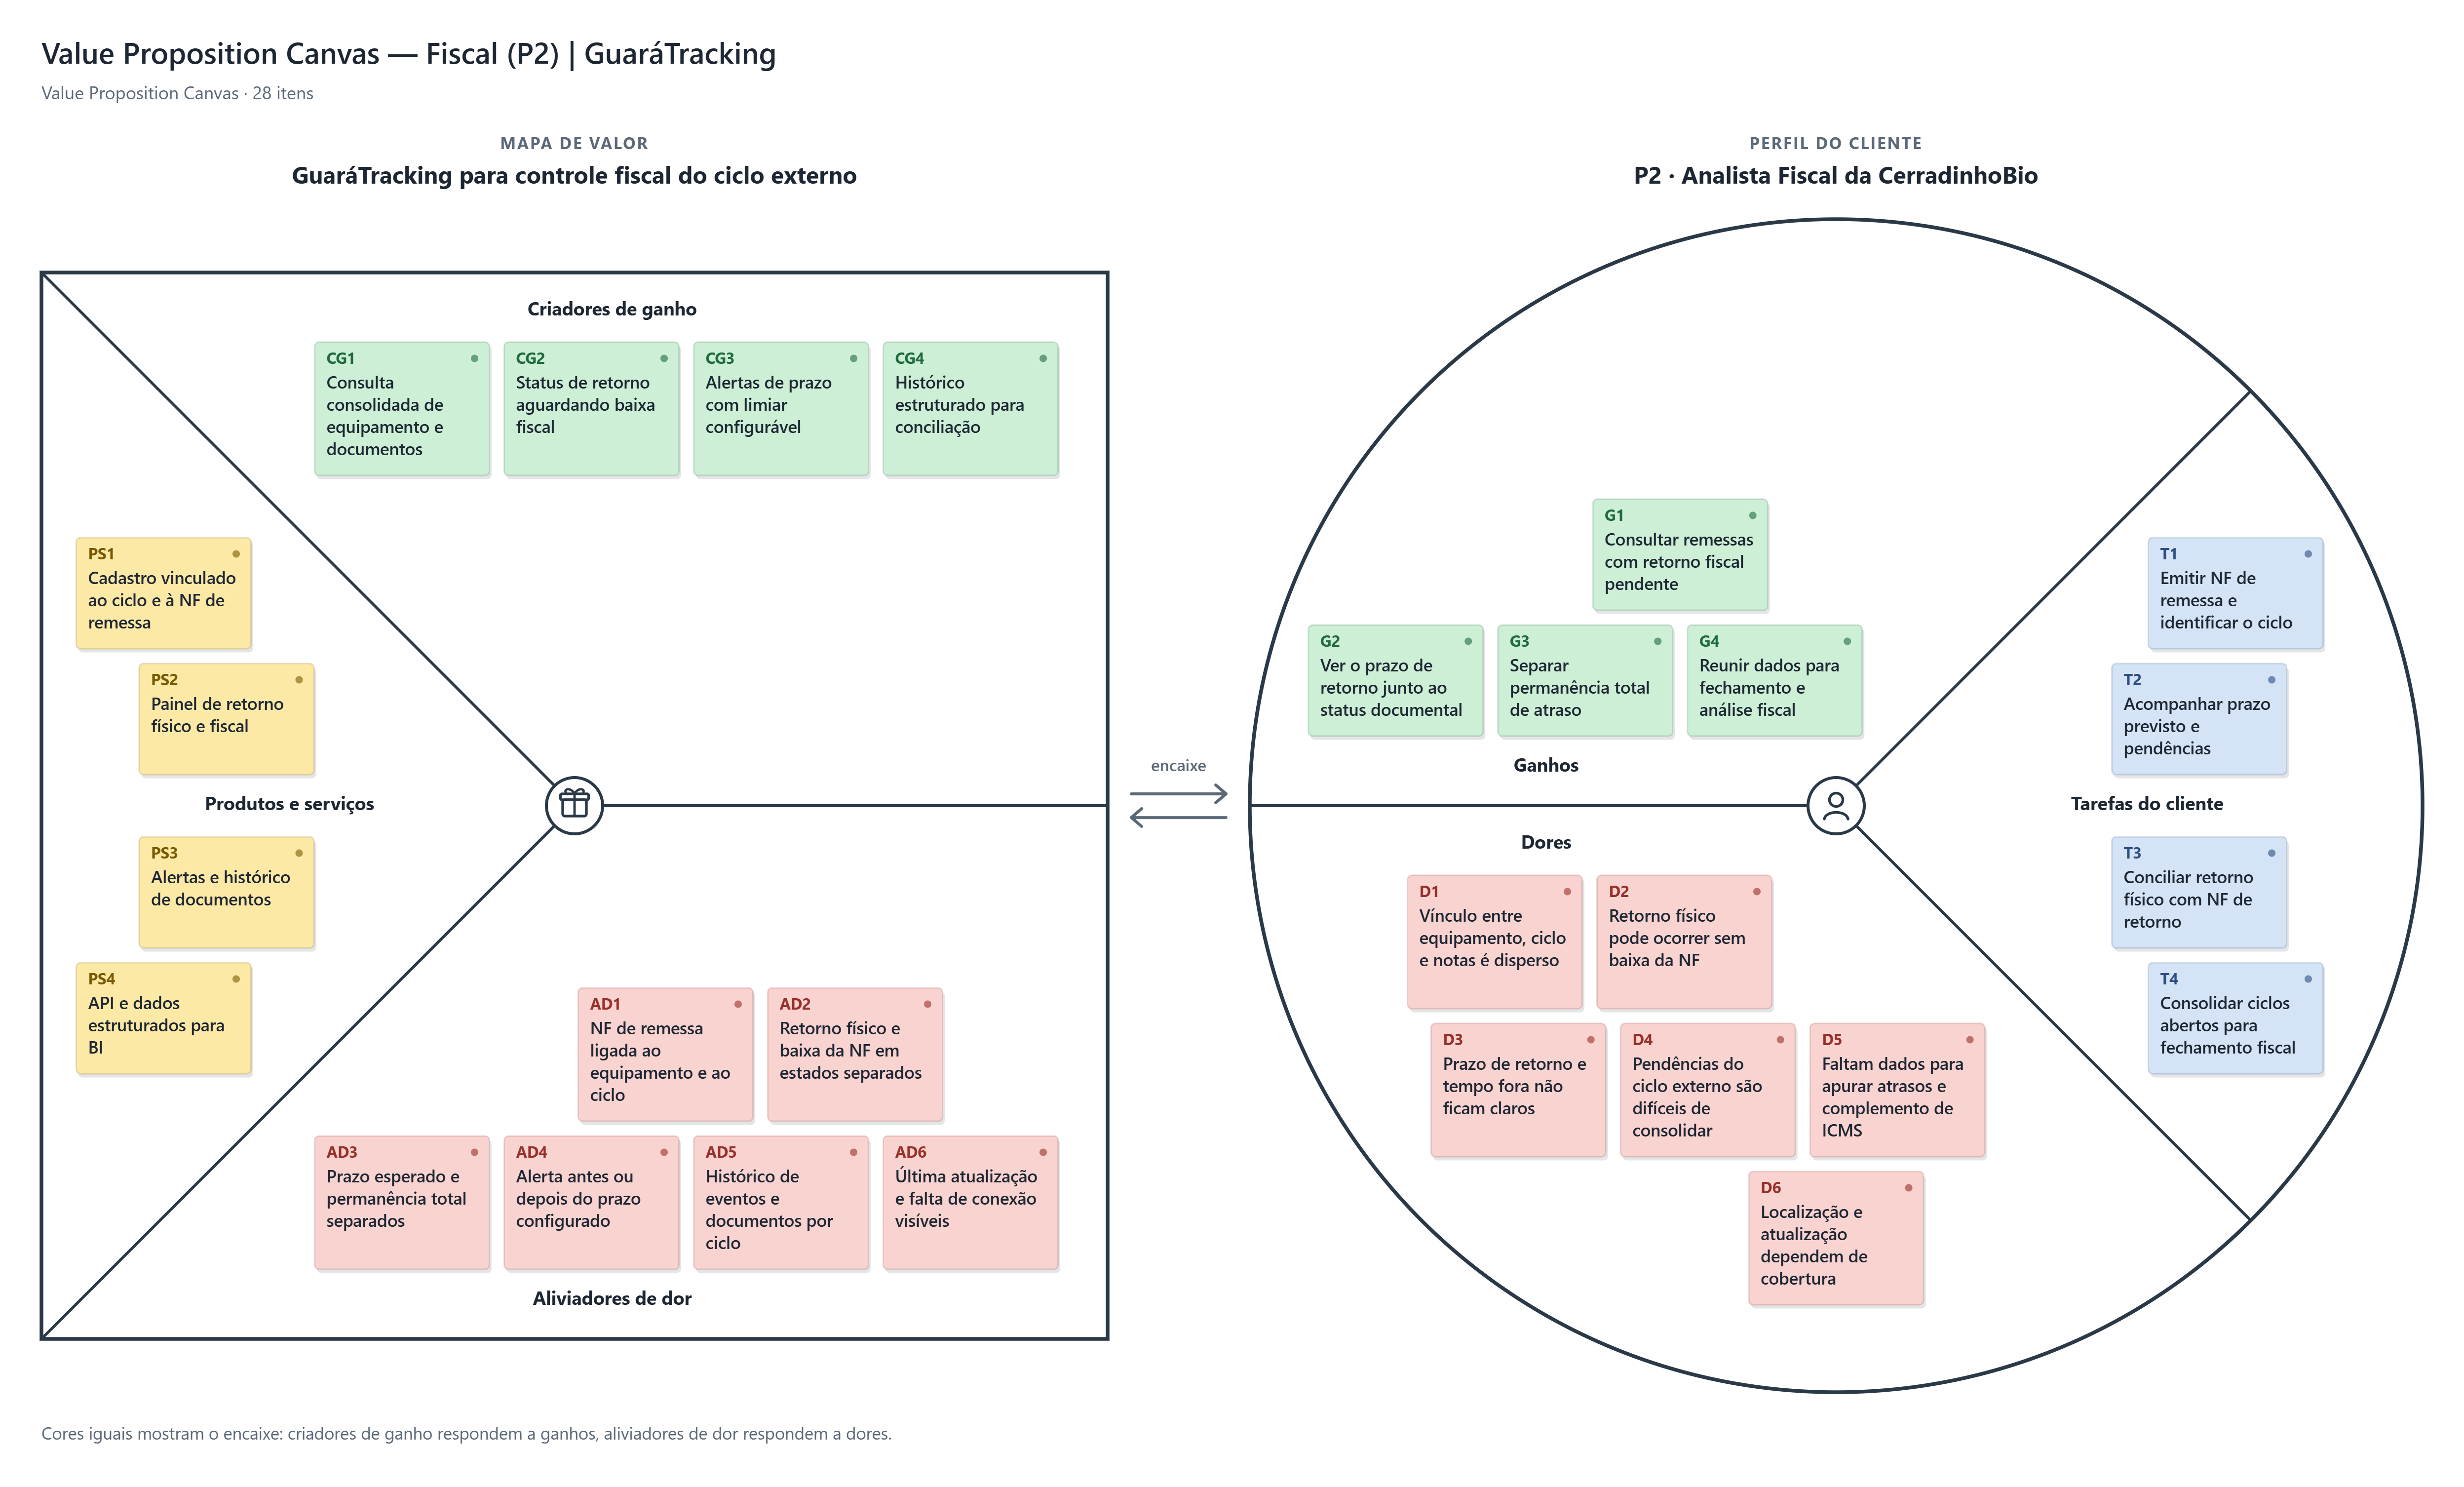 Value Proposition Canvas — Fiscal (P2) | GuaráTracking
Value Proposition Canvas · 28 itens
MAPA DE VALOR
GuaráTracking para controle fiscal do ciclo externo
Criadores de ganho
CG1
Consulta
consolidada de
equipamento e
documentos
CG2
Status de retorno
aguardando baixa
fiscal
CG3
Alertas de prazo
com limiar
configurável
CG4
Histórico
estruturado para
conciliação
PS1
Cadastro vinculado
ao ciclo e à NF de
remessa
PS2
Painel de retorno
físico e fiscal
Produtos e serviços
PS3
Alertas e histórico
de documentos
PS4
API e dados
estruturados para
BI
AD1
NF de remessa
ligada ao
equipamento e ao
ciclo
AD2
Retorno físico e
baixa da NF em
estados separados
AD3
Prazo esperado e
permanência total
separados
AD4
Alerta antes ou
depois do prazo
configurado
AD5
Histórico de
eventos e
documentos por
ciclo
AD6
Última atualização
e falta de conexão
visíveis
Aliviadores de dor
encaixe
PERFIL DO CLIENTE
P2 · Analista Fiscal da CerradinhoBio
G1
Consultar remessas
com retorno fiscal
pendente
G2
Ver o prazo de
retorno junto ao
status documental
G3
Separar
permanência total
de atraso
G4
Reunir dados para
fechamento e
análise fiscal
Ganhos
T1
Emitir NF de
remessa e
identificar o ciclo
T2
Acompanhar prazo
previsto e
pendências
Tarefas do cliente
T3
Conciliar retorno
físico com NF de
retorno
T4
Consolidar ciclos
abertos para
fechamento fiscal
Dores
D1
Vínculo entre
equipamento, ciclo
e notas é disperso
D2
Retorno físico
pode ocorrer sem
baixa da NF
D3
Prazo de retorno e
tempo fora não
ficam claros
D4
Pendências do
ciclo externo são
difíceis de
consolidar
D5
Faltam dados para
apurar atrasos e
complemento de
ICMS
D6
Localização e
atualização
dependem de
cobertura
Cores iguais mostram o encaixe: criadores de ganho respondem a ganhos, aliviadores de dor respondem a dores.